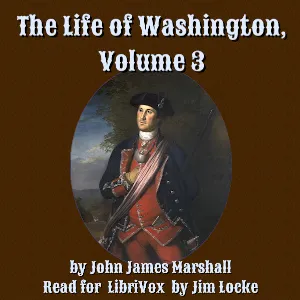 The Life of Washington,
Volume 3
by John James Marshall
Read for LibriVox by Jim Locke